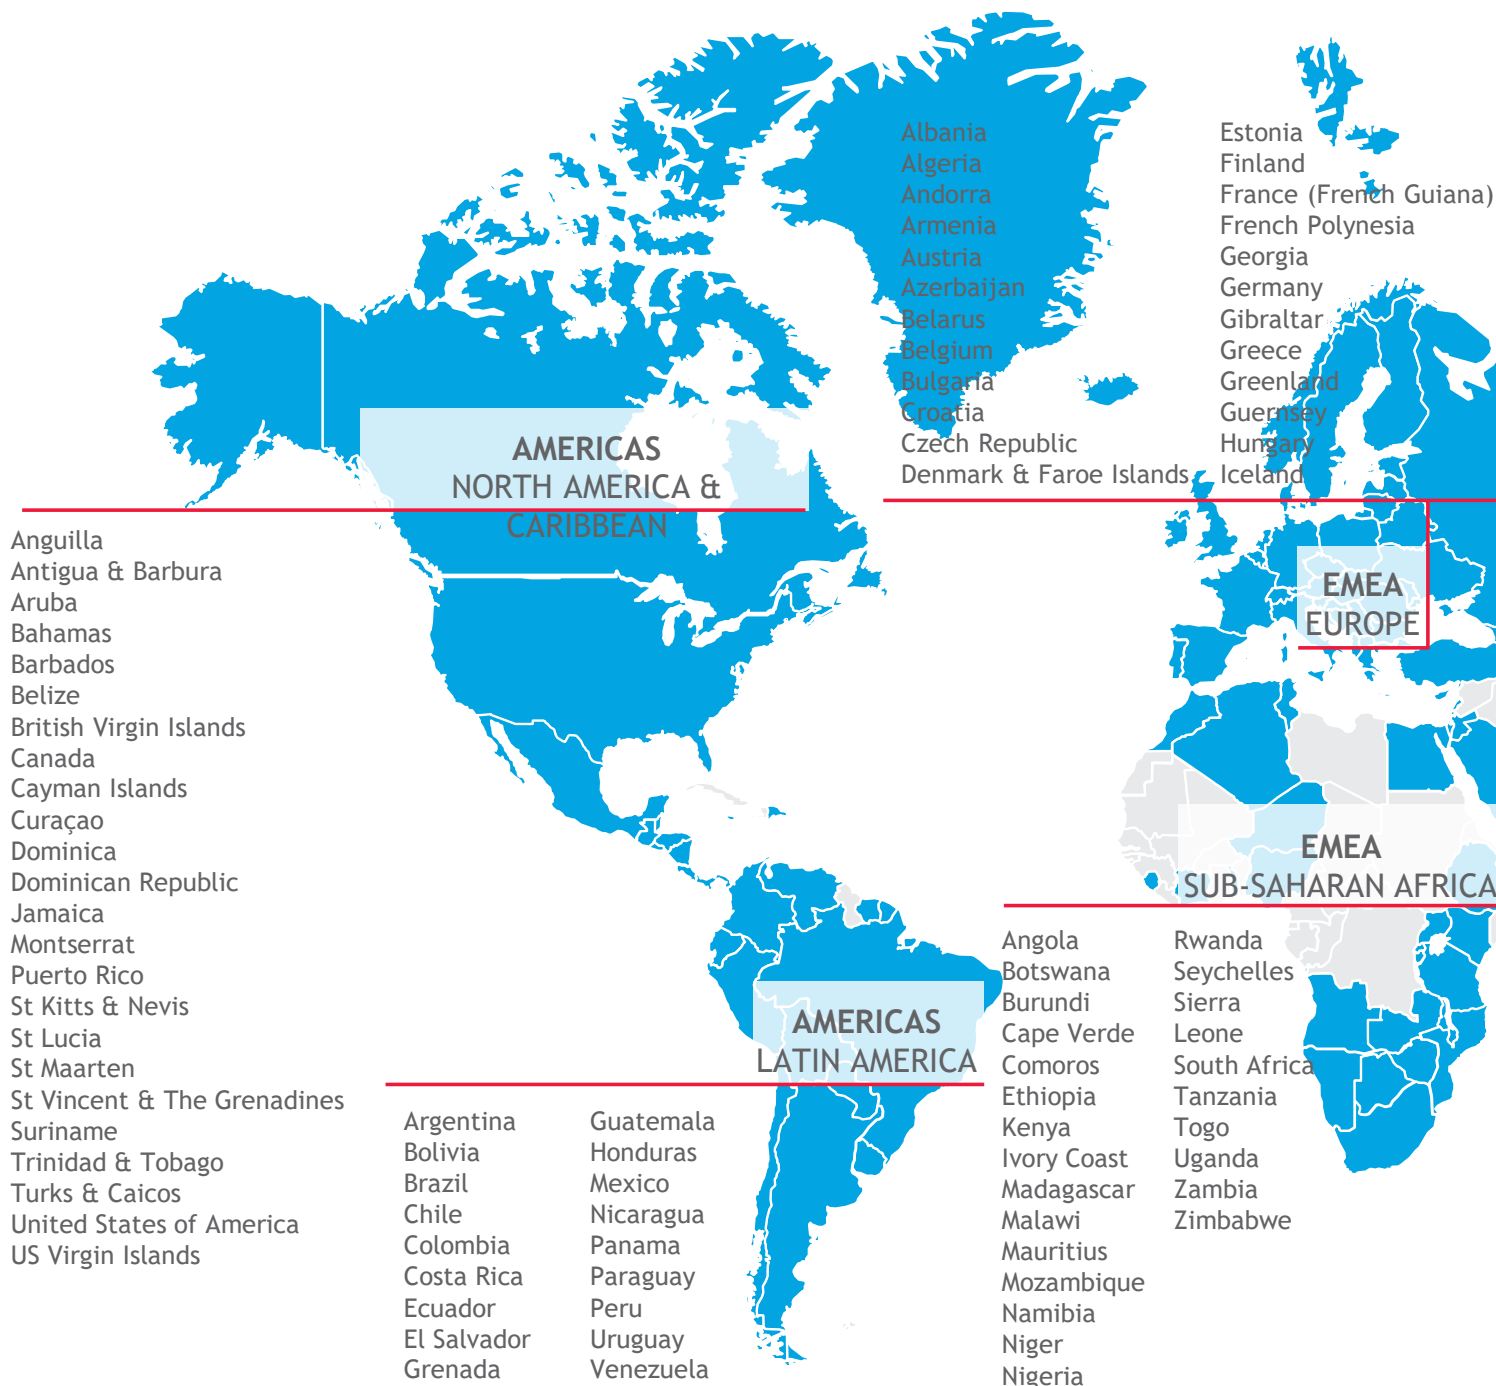 Albania
Algeria
Andorra
Armenia
Austria
Azerbaijan
Belarus
Belgium
Bulgaria
Croatia
Czech Republic
Denmark & Faroe Islands
Estonia
Finland
France (French Guiana)
French Polynesia
Georgia
Germany
Gibraltar
Greece
Greenland
Guernsey
Hungary
Iceland
AMERICAS
NORTH AMERICA &
CARIBBEAN
Anguilla
Antigua & Barbura
Aruba
Bahamas
Barbados
Belize
British Virgin Islands
Canada
Cayman Islands
Curaçao
Dominica
Dominican Republic
Jamaica
Montserrat
Puerto Rico
St Kitts & Nevis
St Lucia
St Maarten
St Vincent & The Grenadines
Suriname
Trinidad & Tobago
Turks & Caicos
United States of America
US Virgin Islands
EMEA
EUROPE
EMEA
SUB-SAHARAN AFRICA
Angola
Botswana
Burundi
Cape Verde
Comoros
Ethiopia
Kenya
Ivory Coast
Madagascar
Malawi
Mauritius
Mozambique
Namibia
Niger
Nigeria
Rwanda
Seychelles
Sierra
Leone
South Africa
Tanzania
Togo
Uganda
Zambia
Zimbabwe
AMERICAS
LATIN AMERICA
Argentina
Bolivia
Brazil
Chile
Colombia
Costa Rica
Ecuador
El Salvador
Grenada
Guatemala
Honduras
Mexico
Nicaragua
Panama
Paraguay
Peru
Uruguay
Venezuela